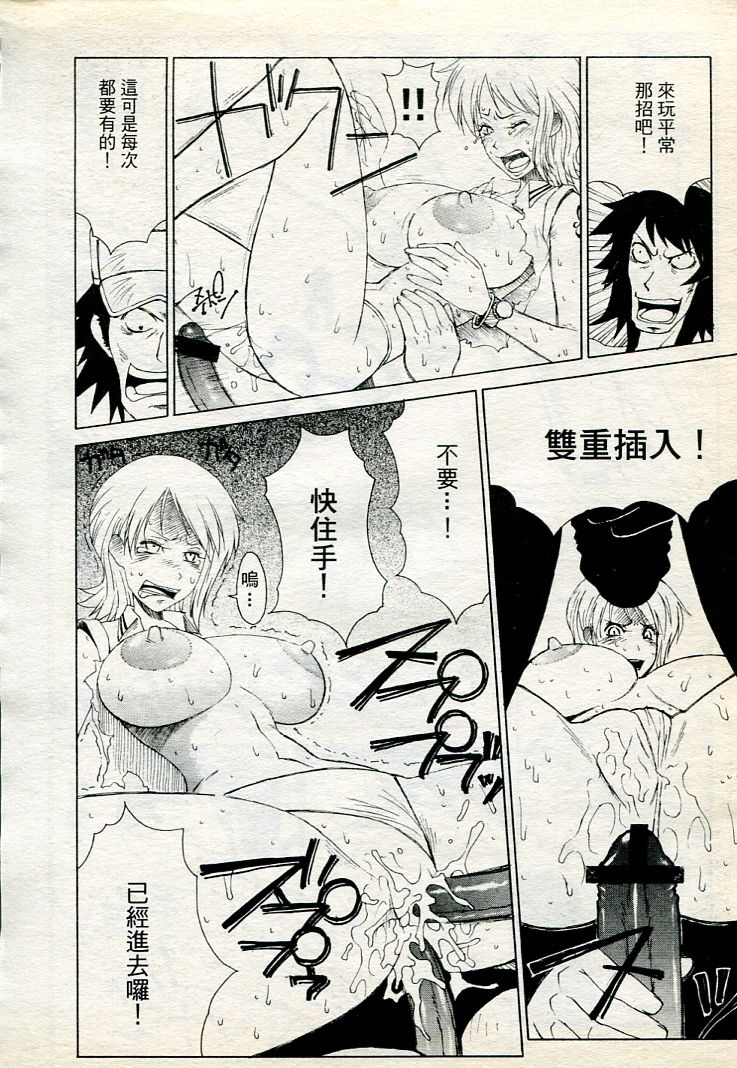 來玩平常
那招吧！
!!
這可是每次
都要有的！
雙重插入！
不要…！
快住手！
嗚…
已經進去囉！